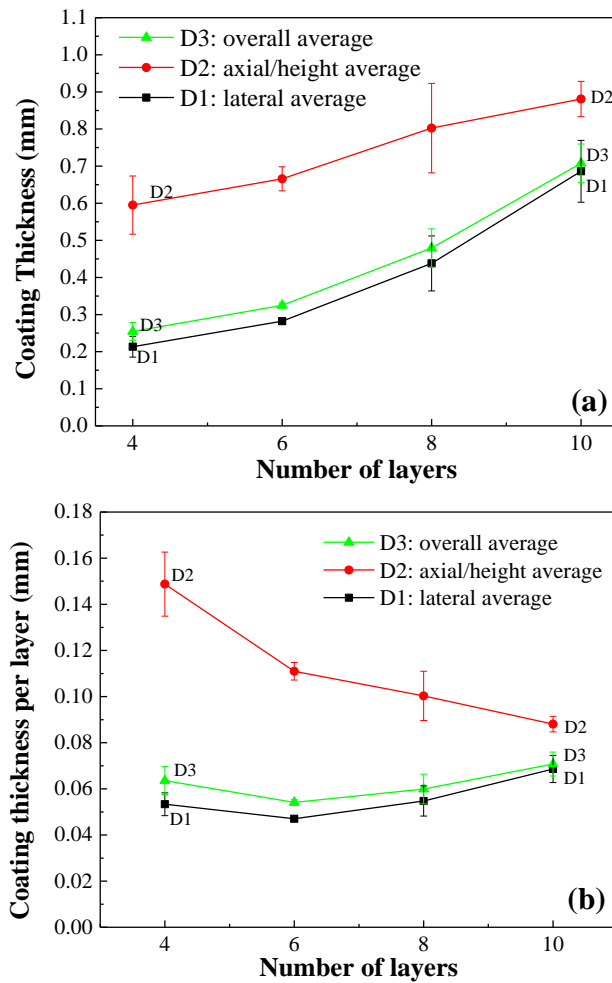 1.1
1.0
0.9
0.8
0.7
0.6
0.5
0.4
0.3
0.2
0.1
0.0
Coating Thickness (mm)
D3: overall average
D2: axial/height average
D1: lateral average
D2
D2
D3
D1
D3
D1
(a)
4 6 8 10
Number of layers
0.18
0.16
0.14
0.12
0.10
0.08
0.06
0.04
0.02
0.00
Coating thickness per layer (mm)
D3: overall average
D2: axial/height average
D1: lateral average
D2
D2
D3
D3
D1
D1
(b)
4 6 8 10
Number of layers